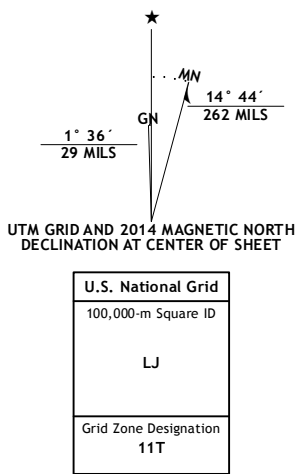 ★
MN
GN
14° 44´
262 MILS
1° 36´
29 MILS
UTM GRID AND 2014 MAGNETIC NORTH
DECLINATION AT CENTER OF SHEET
U.S. National Grid
100,000-m Square ID
LJ
Grid Zone Designation
11T